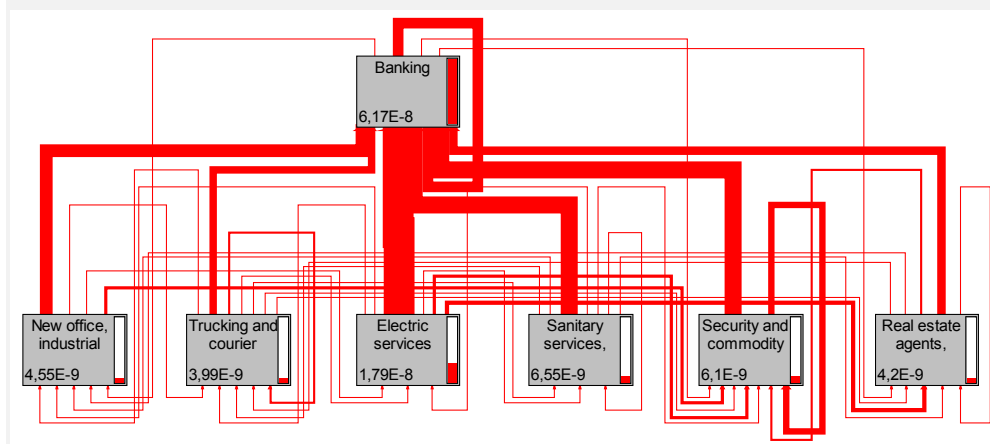 Banking
6,17E-8
New office,
industrial
4,55E-9
Trucking and
courier
3,99E-9
Electric
services
1,79E-8
Sanitary
services,
6,55E-9
Security and
commodity
6,1E-9
Real estate
agents,
4,2E-9